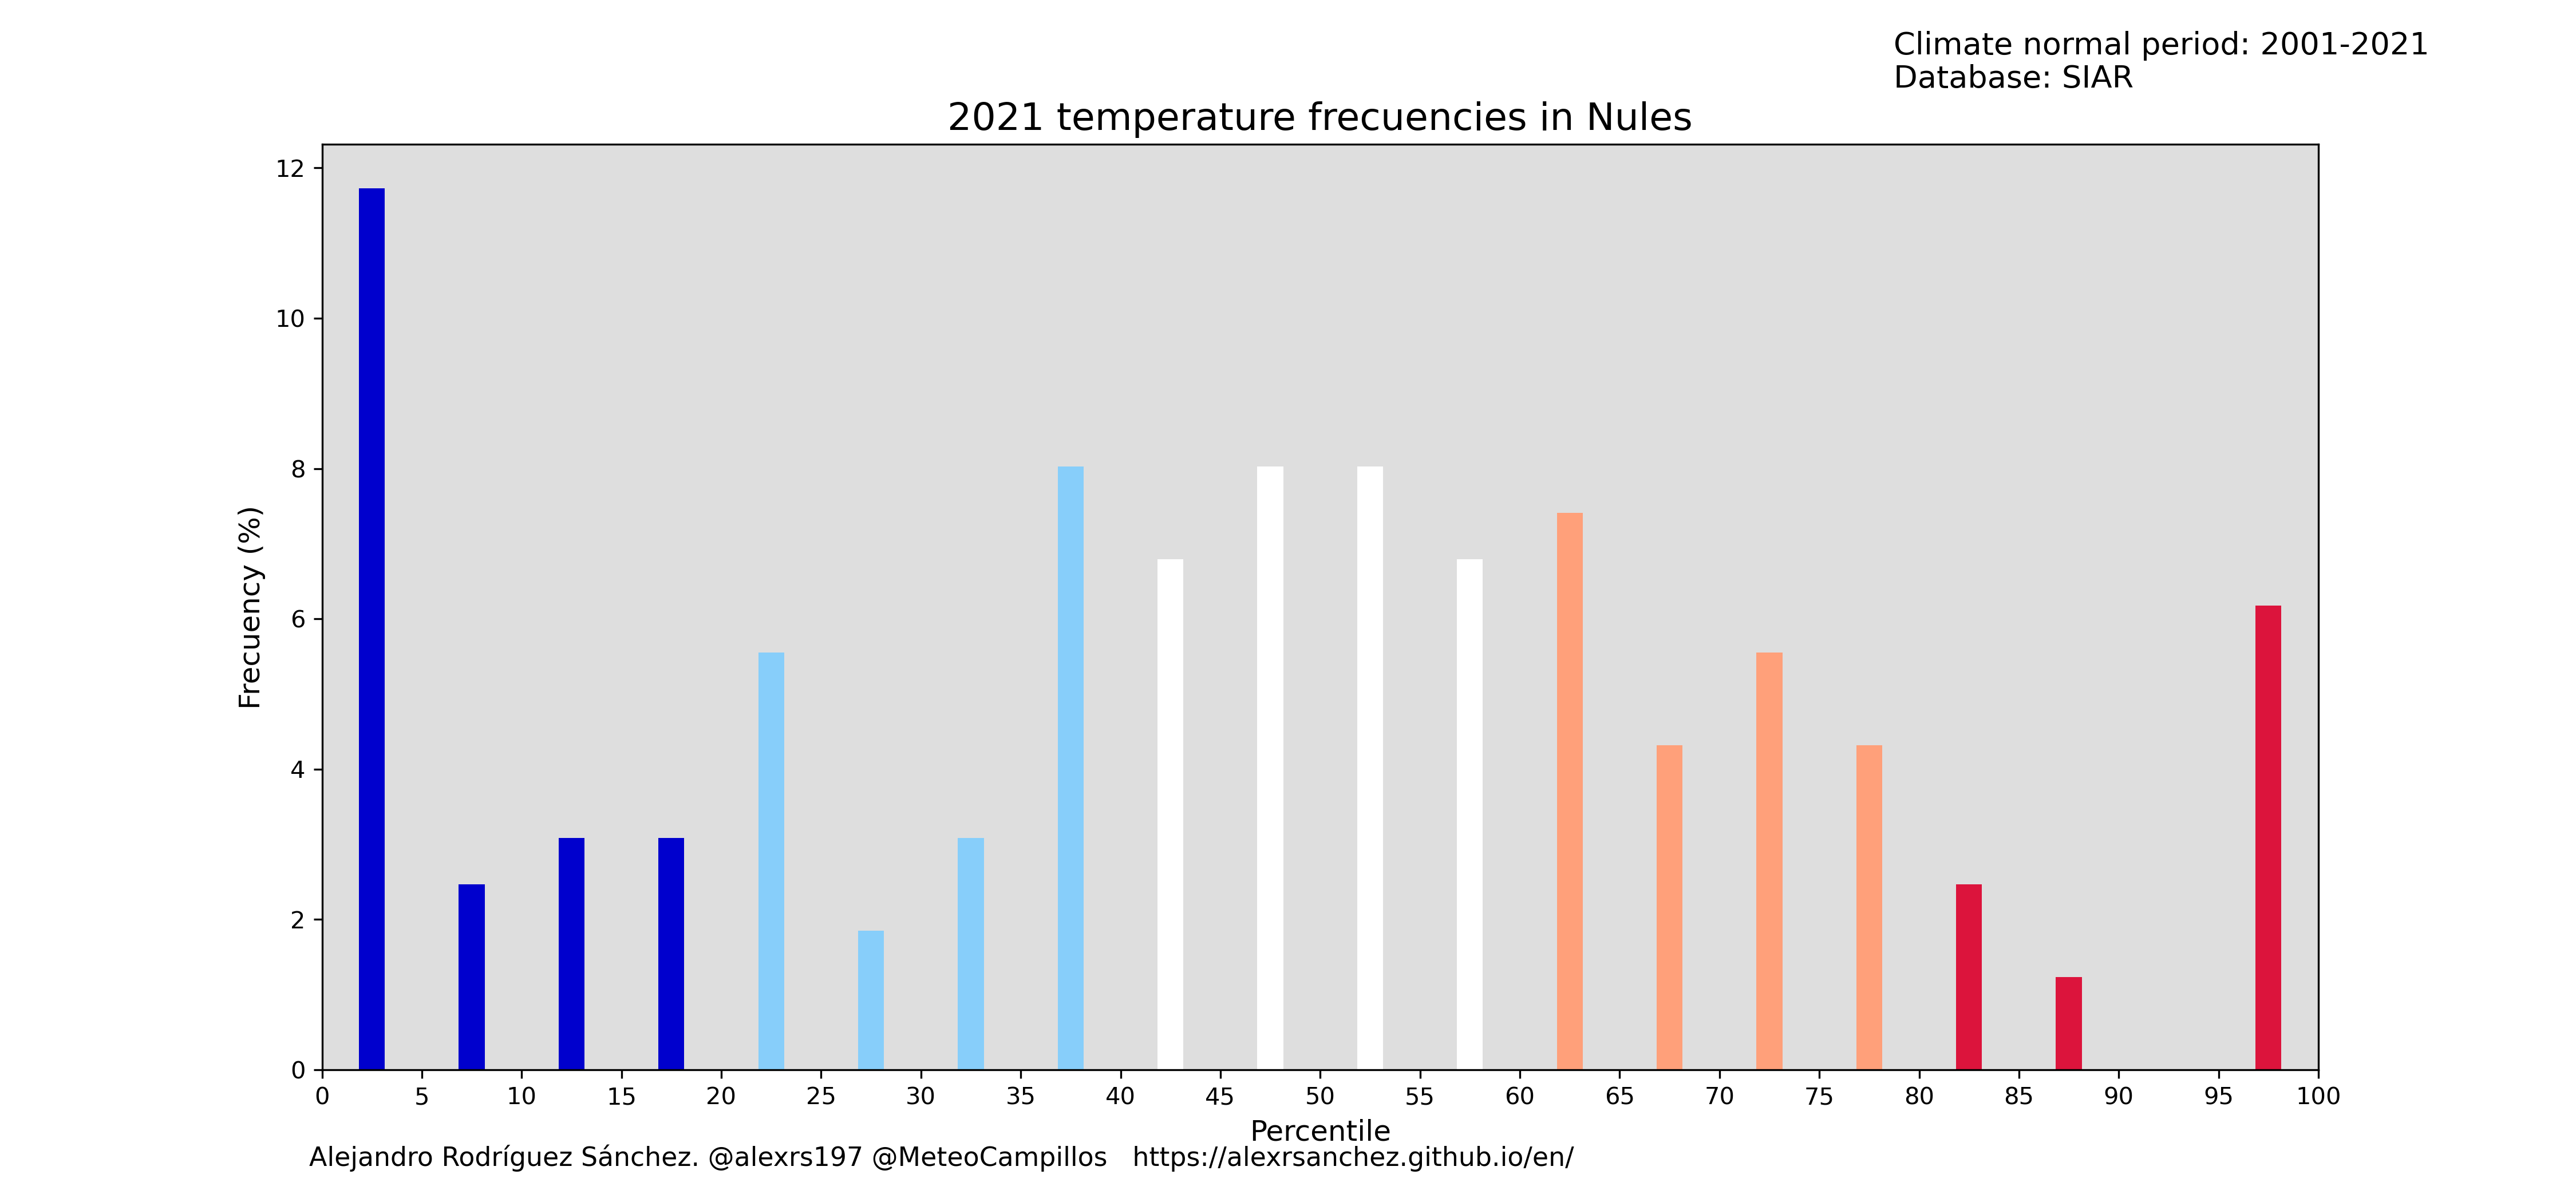 Climate normal period: 2001-2021
Database: SIAR
2021 temperature frecuencies in Nules
12
10
8
6
4
2
0
Frecuency (%)
0 5 10 15 20 25 30 35 40 45 50 55 60 65 70 75 80 85 90 95 100
Percentile
Alejandro Rodríguez Sánchez. @alexrs197 @MeteoCampillos https://alexrsanchez.github.io/en/